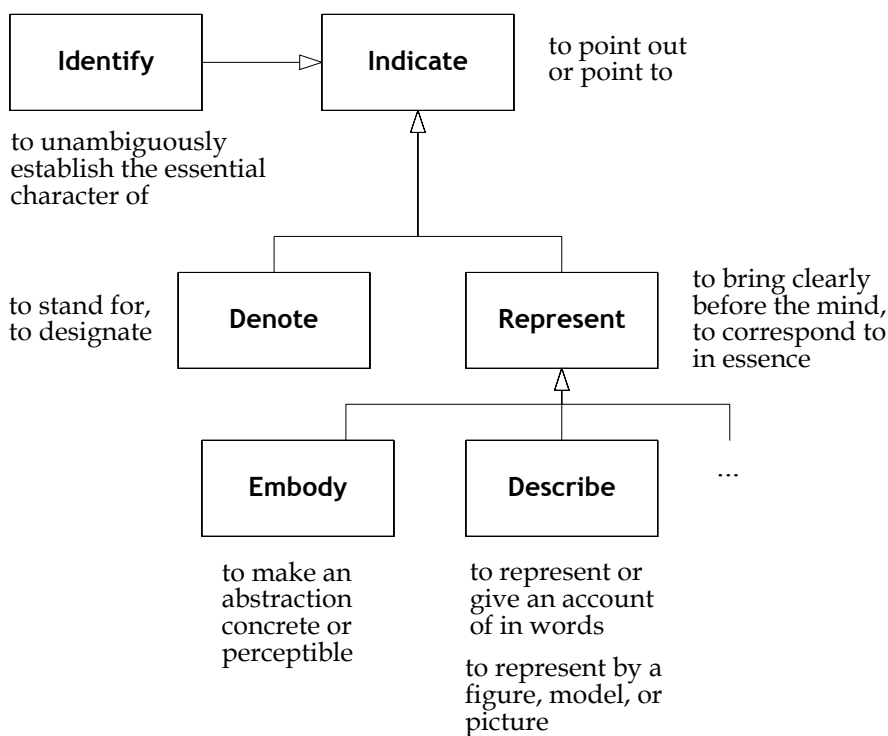 Identify
Indicate
to point out
or point to
to unambiguously
establish the essential
character of
to stand for,
to designate
Denote
Represent
to bring clearly
before the mind,
to correspond to
in essence
Embody
Describe
...
to make an
abstraction
concrete or
perceptible
to represent or
give an account
of in words
to represent by a
figure, model, or
picture